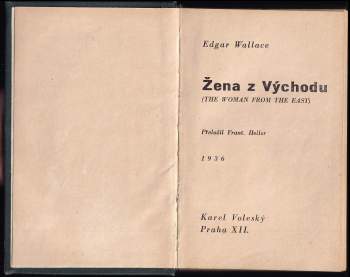 Edgar Wallace
Žena z Východu
(THE WOMAN FROM THE EAST)
Přeložil Frant. Heller
1936
Karel Voleský
Praha XII.